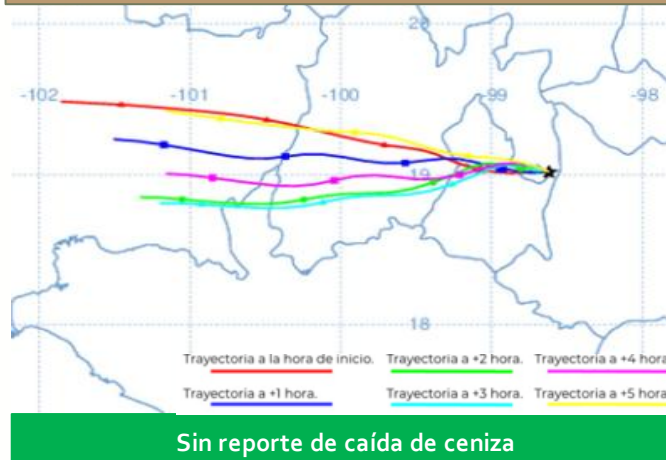 20
-102 -101 -100 -99 -98
19
18
Trayectoria a la hora de inicio. Trayectoria a +2 hora. Trayectoria a +4 hora
Trayectoria a +1 hora. Trayectoria a +3 hora. Trayectoria a +5 hora
Sin reporte de caída de ceniza